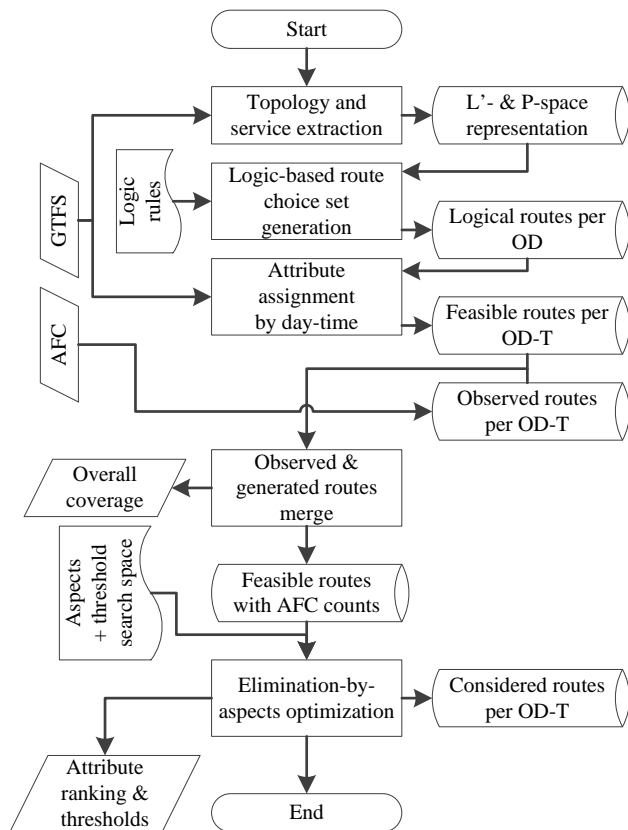 Start
Topology and
service extraction
L'- & P-space
representation
GTFS
Logic
rules
Logic-based route
choice set
generation
Logical routes per
OD
Attribute
assignment
by day-time
Feasible routes per
OD-T
AFC
Observed routes
per OD-T
Overall
coverage
Observed &
generated routes
merge
Aspects
+ threshold
search space
Feasible routes
with AFC counts
Elimination-by-
aspects optimization
Considered routes
per OD-T
Attribute
ranking &
thresholds
End